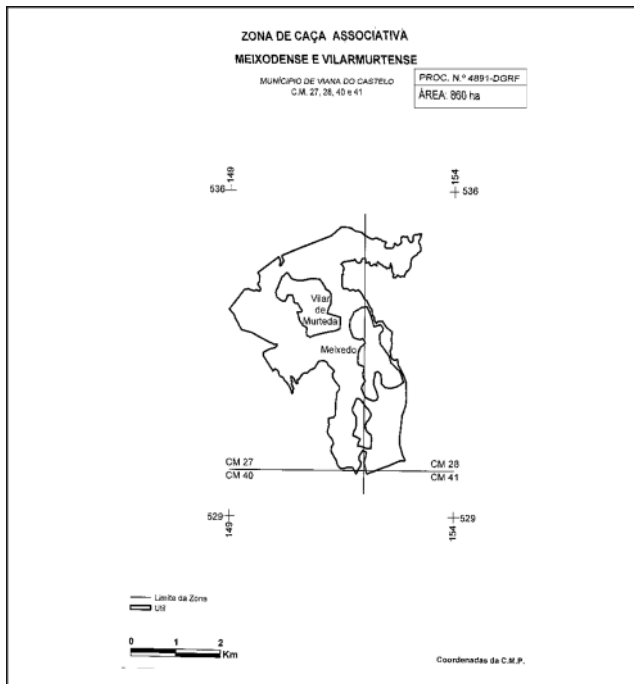 ZONA DE CAÇA ASSOCIATIVA
MEIXODENSE E VILARMURTENSE
MUNICÍPIO DE VIANA DO CASTELO
C.M. 27, 28, 40 e 41
PROC. N.º 4891-DGRF
ÁREA: 860 ha
149
154
536
536
Vilar
de
Murteda
Meixedo
CM 27
CM 28
CM 40
CM 41
529
529
149
154
Limite da Zona
Util
0 1 2
Km
Coordenadas da C.M.P.